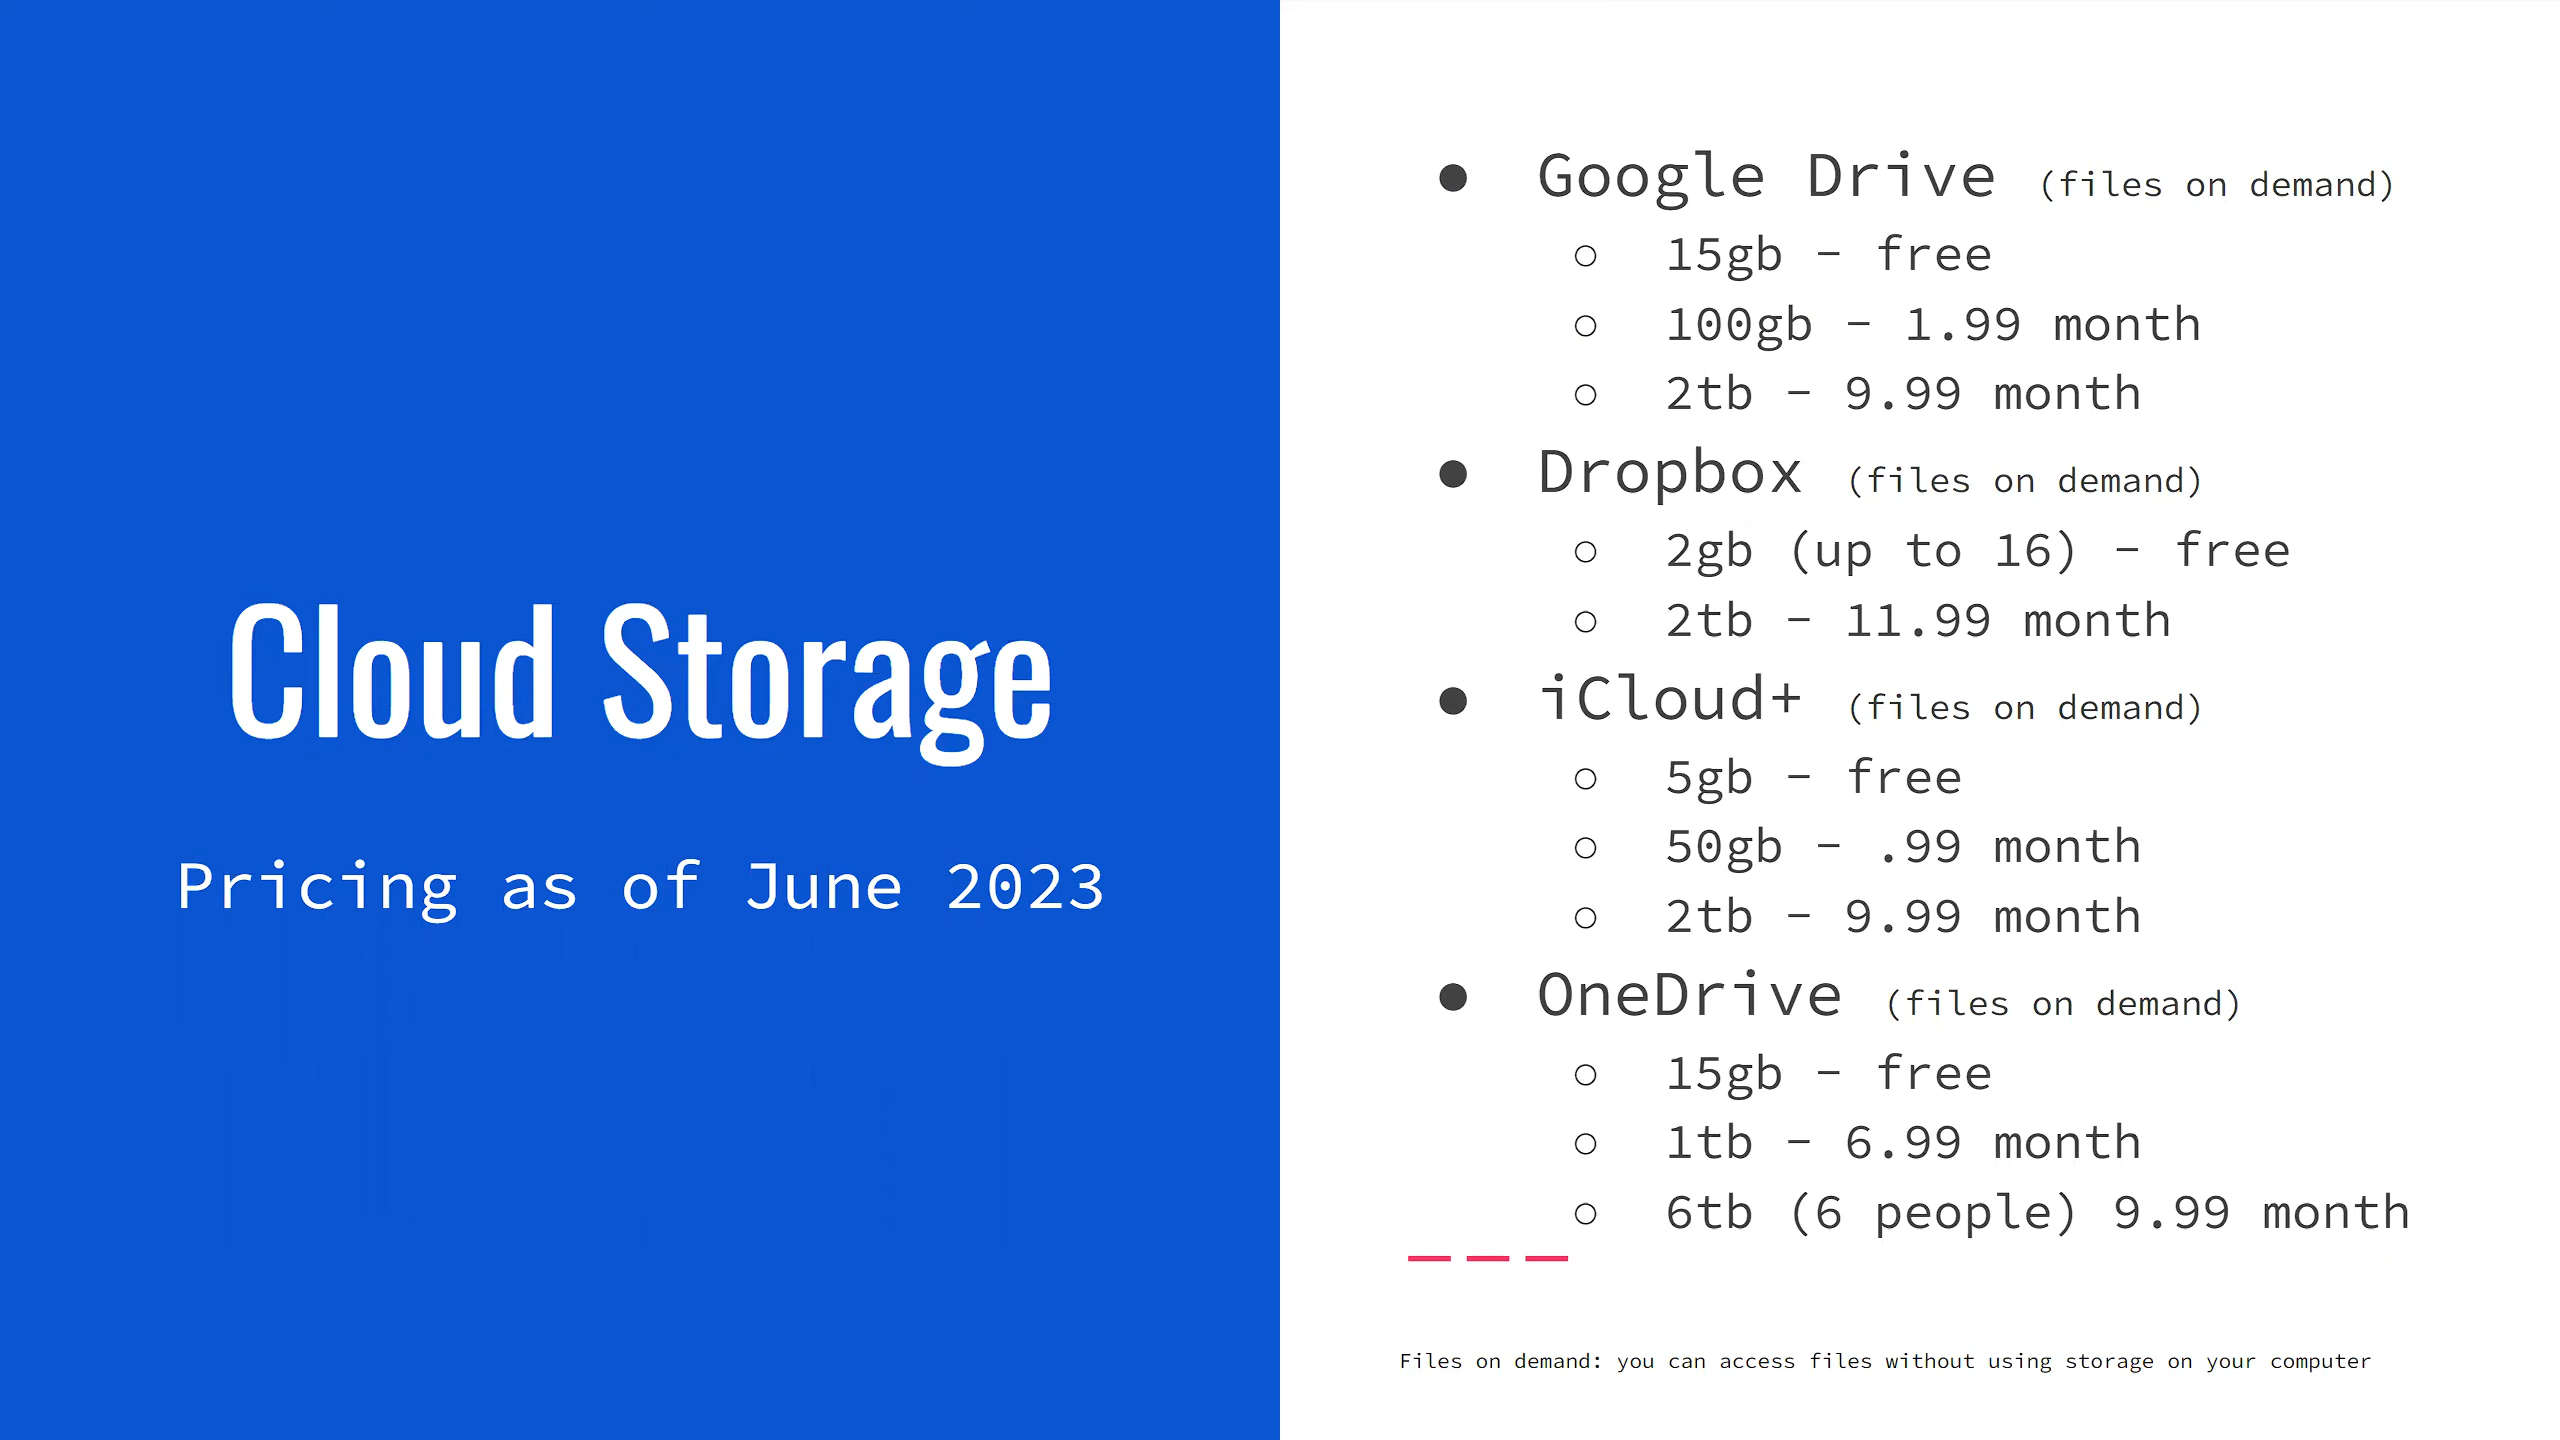 Cloud Storage
Pricing as of June 2023
● Google Drive (files on demand)
○ 15gb - free
○ 100gb - 1.99 month
○ 2tb - 9.99 month
● Dropbox (files on demand)
○ 2gb (up to 16) - free
○ 2tb - 11.99 month
● iCloud+ (files on demand)
○ 5gb - free
○ 50gb - .99 month
○ 2tb - 9.99 month
● OneDrive (files on demand)
○ 15gb - free
○ 1tb - 6.99 month
○ 6tb (6 people) 9.99 month
Files on demand: you can access files without using storage on your computer